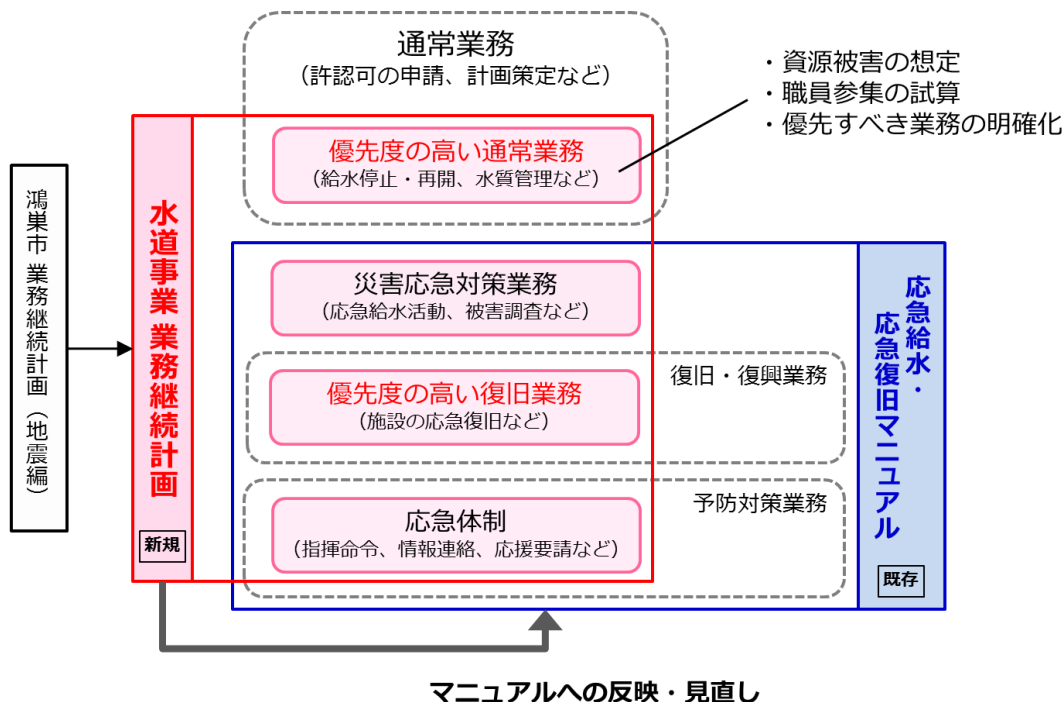 通常業務
（許認可の申請、計画策定など）
・資源被害の想定
・職員参集の試算
・優先すべき業務の明確化
優先度の高い通常業務
（給水停止・再開、水質管理など）
鴻巣市 業務継続計画（地震編）
水道事業 業務継続計画
新規
災害応急対策業務
（応急給水活動、被害調査など）
復旧・復興業務
優先度の高い復旧業務
（施設の応急復旧など）
予防対策業務
応急体制
（指揮命令、情報連絡、応援要請など）
応急給水・
応急復旧マニュアル
既存
マニュアルへの反映・見直し